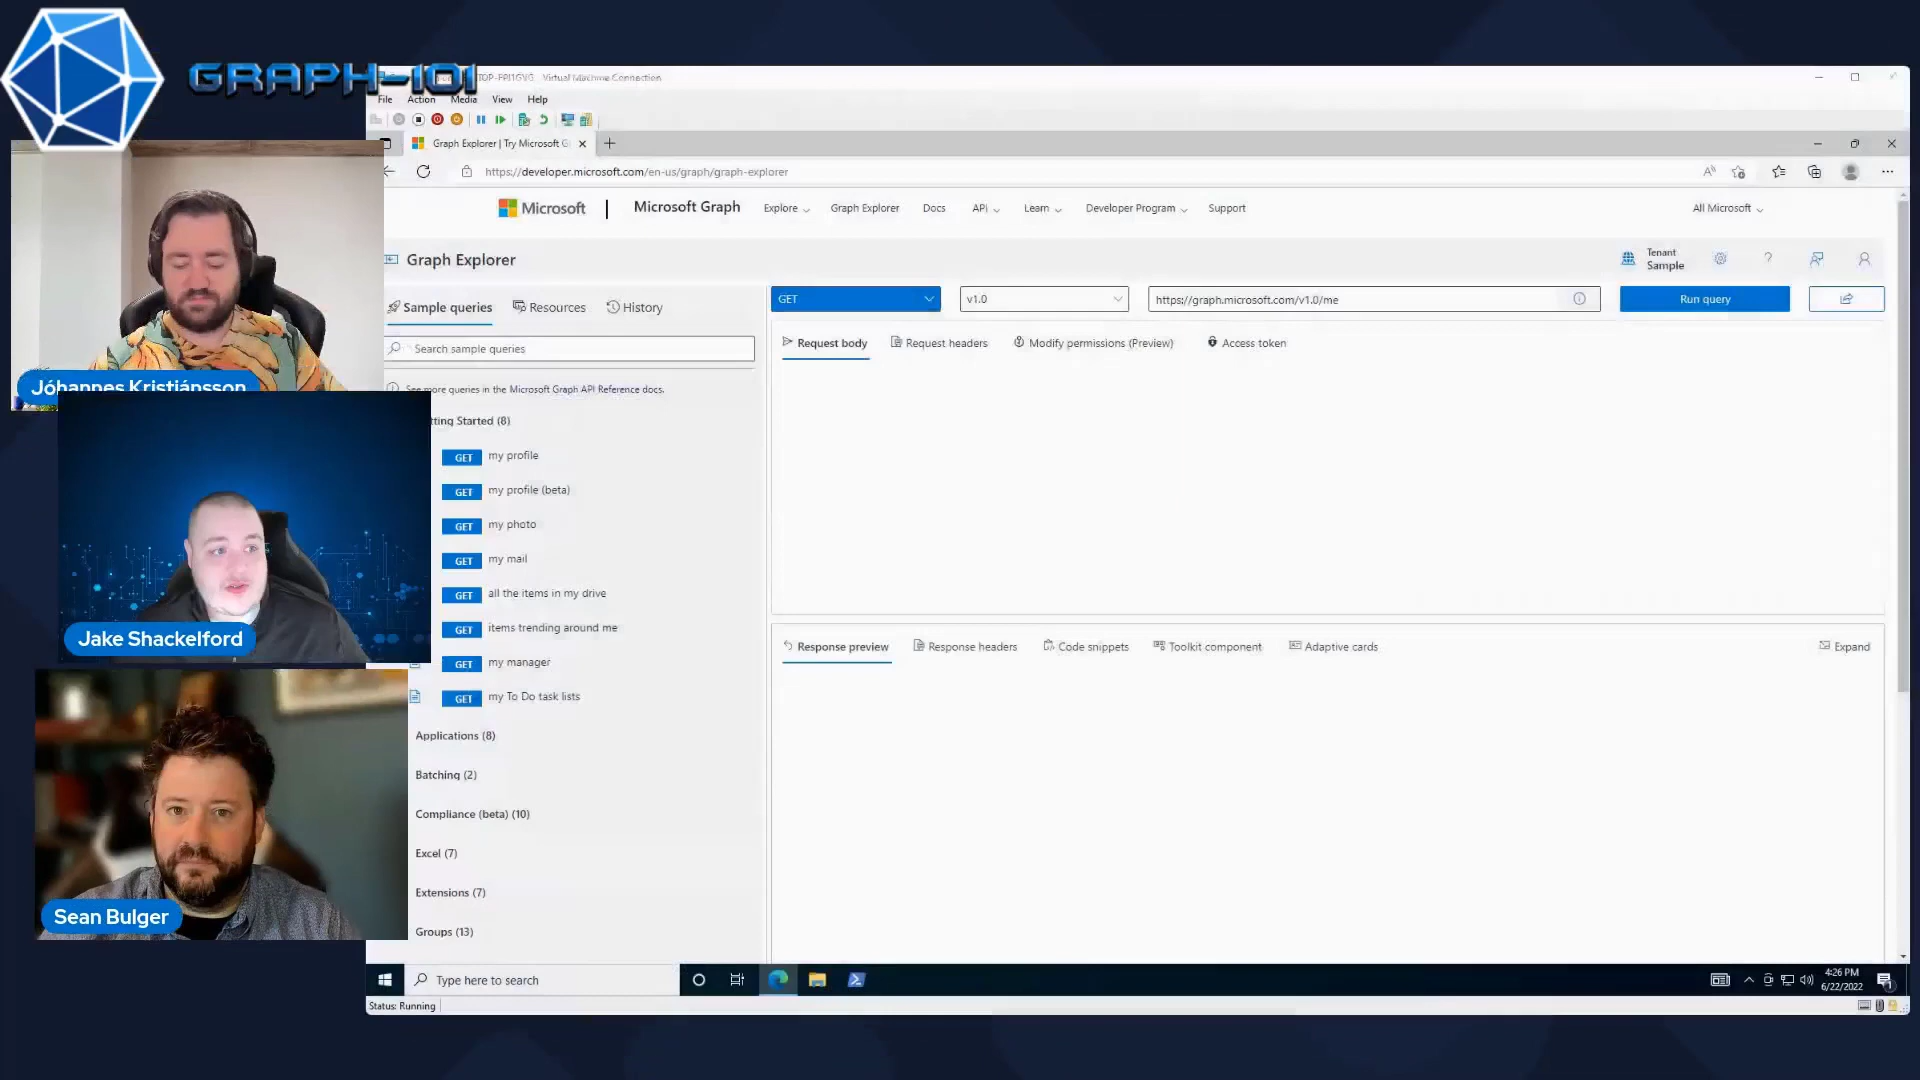 GRAPH-101
Virtual Machine Connection
File Action Media View Help
Graph Explorer | Try Microsoft G
https://developer.microsoft.com/en-us/graph/graph-explorer
Microsoft | Microsoft Graph Explore Graph Explorer Docs API Learn Developer Program Support All Microsoft
Graph Explorer
Tenant
Sample
Sample queries Resources History
GET v1.0 https://graph.microsoft.com/v1.0/me Run query
Search sample queries
Request body Request headers Modify permissions (Preview) Access token
See more queries in the Microsoft Graph API Reference docs.
tting Started (8)
GET my profile
GET my profile (beta)
GET my photo
GET my mail
GET all the items in my drive
GET items trending around me
GET my manager
GET my To Do task lists
Applications (8)
Batching (2)
Compliance (beta) (10)
Excel (7)
Extensions (7)
Groups (13)
Response preview Response headers Code snippets Toolkit component Adaptive cards Expand
Jóhannes Kristjánsson
Jake Shackelford
Sean Bulger
Type here to search
4:26 PM
6/22/2022
Status: Running